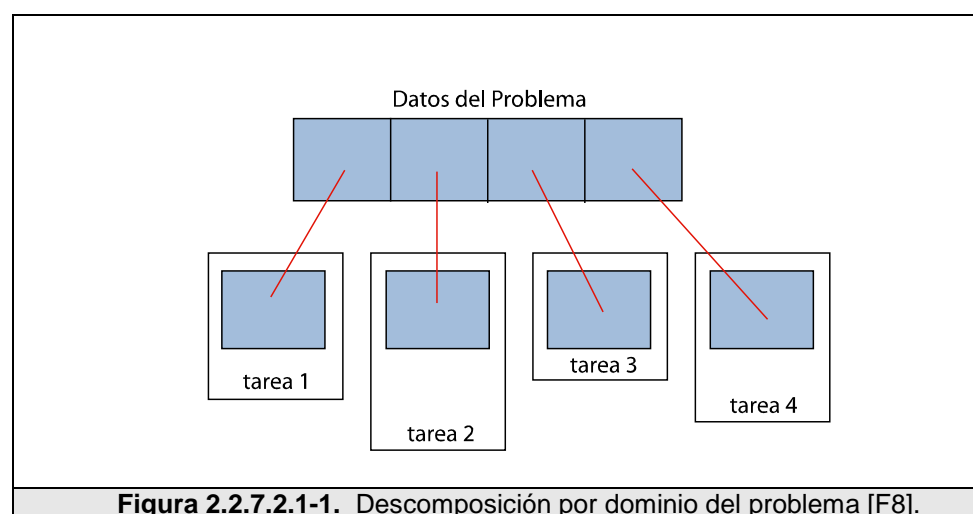 Datos del Problema
tarea 1
tarea 2
tarea 3
tarea 4
Figura 2.2.7.2.1-1. Descomposición por dominio del problema [F8].